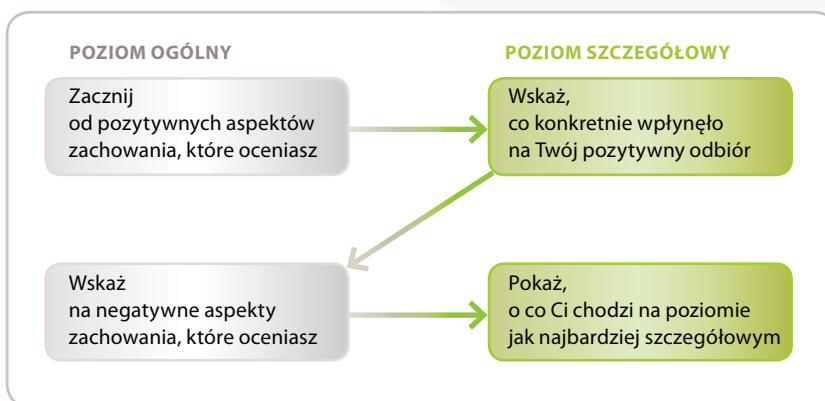 POZIOM OGÓLNY
POZIOM SZCZEGÓŁOWY
Zacznij
od pozytywnych aspektów
zachowania, które oceniasz
Wskaż,
co konkretnie wpłynęło
na Twój pozytywny odbiór
Wskaż
na negatywne aspekty
zachowania, które oceniasz
Pokaż,
o co Ci chodzi na poziomie
jak najbardziej szczegółowym